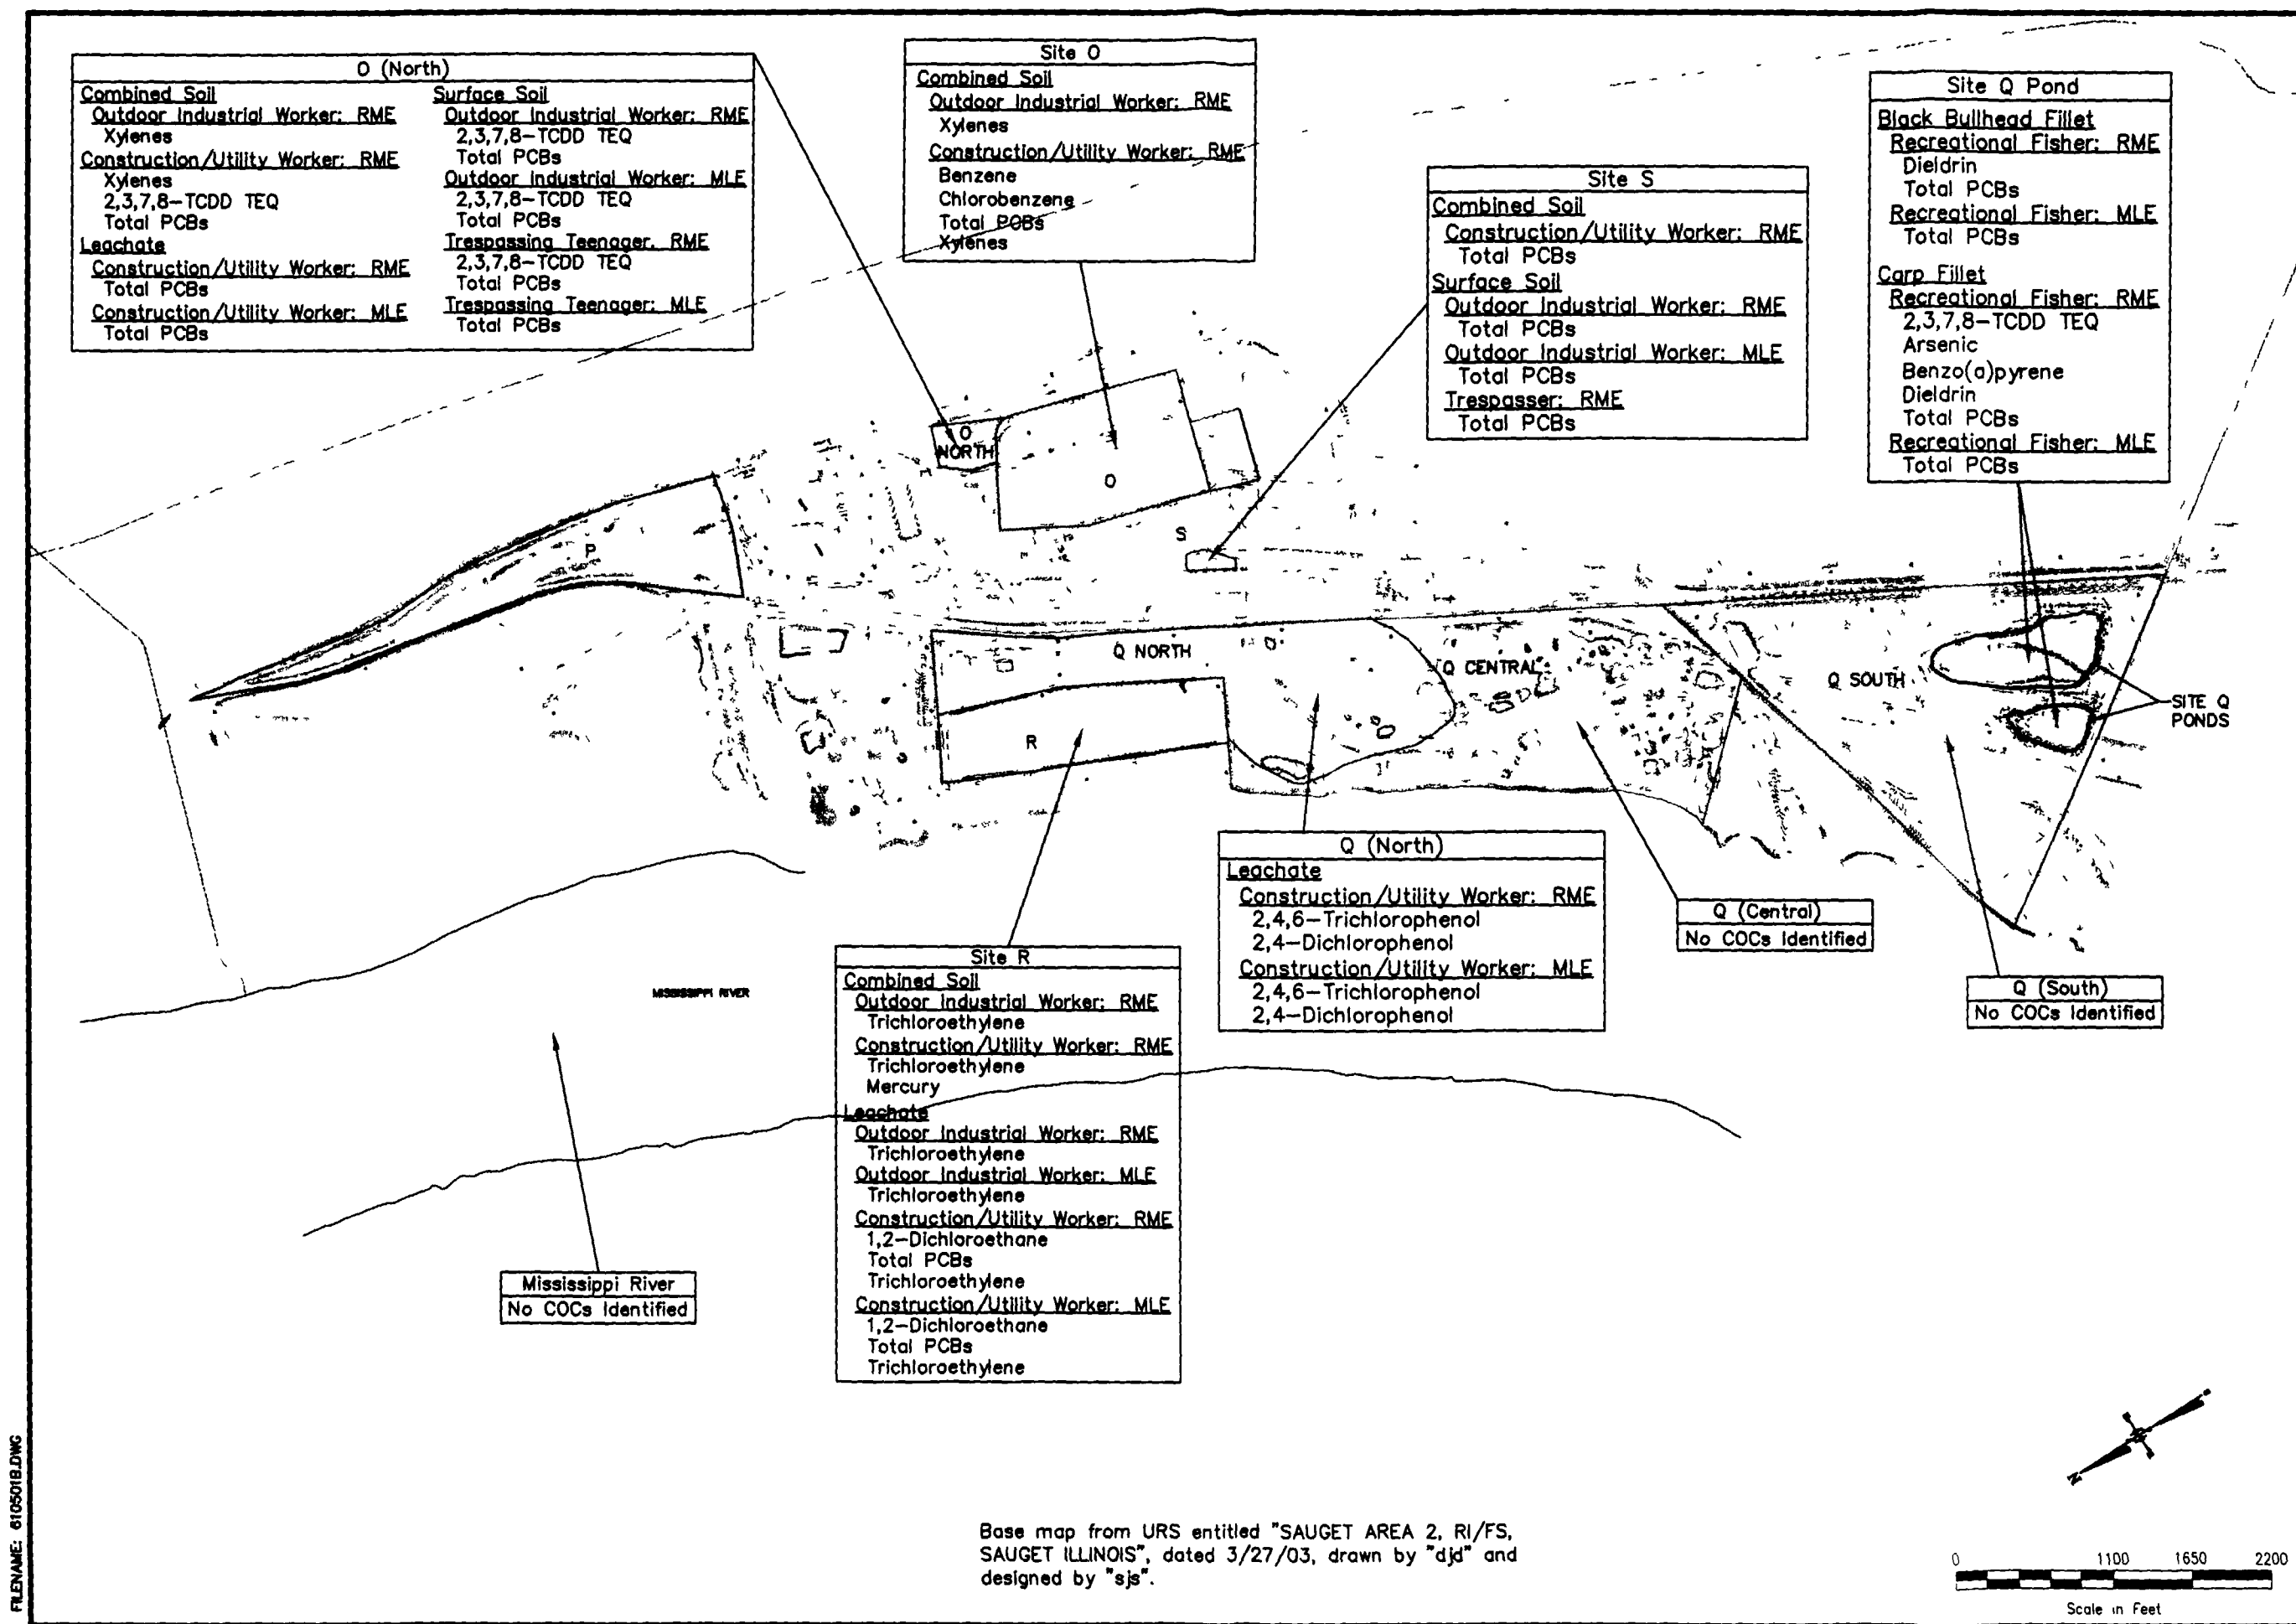 O (North)
Combined Soil
Outdoor Industrial Worker: RME
Xylenes
Construction/Utility Worker: RME
Xylenes
2,3,7,8-TCDD TEQ
Total PCBs
Leachate
Construction/Utility Worker: RME
Total PCBs
Construction/Utility Worker: MLE
Total PCBs
Surface Soil
Outdoor Industrial Worker: RME
2,3,7,8-TCDD TEQ
Total PCBs
Outdoor Industrial Worker: MLE
2,3,7,8-TCDD TEQ
Total PCBs
Trespassing Teenager. RME
2,3,7,8-TCDD TEQ
Total PCBs
Trespassing Teenager: MLE
Total PCBs
Site O
Combined Soil
Outdoor Industrial Worker: RME
Xylenes
Construction/Utility Worker: RME
Benzene
Chlorobenzene
Total PCBs
Xylenes
Site S
Combined Soil
Construction/Utility Worker: RME
Total PCBs
Surface Soil
Outdoor Industrial Worker: RME
Total PCBs
Outdoor Industrial Worker: MLE
Total PCBs
Trespasser: RME
Total PCBs
Site Q Pond
Black Bullhead Fillet
Recreational Fisher: RME
Dieldrin
Total PCBs
Recreational Fisher: MLE
Total PCBs
Carp Fillet
Recreational Fisher: RME
2,3,7,8-TCDD TEQ
Arsenic
Benzo(a)pyrene
Dieldrin
Total PCBs
Recreational Fisher: MLE
Total PCBs
O
NORTH
O
S
P
Q NORTH
Q CENTRAL
Q SOUTH
SITE Q
PONDS
R
Q (North)
Leachate
Construction/Utility Worker: RME
2,4,6-Trichlorophenol
2,4-Dichlorophenol
Construction/Utility Worker: MLE
2,4,6-Trichlorophenol
2,4-Dichlorophenol
Q (Central)
No COCs Identified
Q (South)
No COCs Identified
MISSISSIPPI RIVER
Site R
Combined Soil
Outdoor Industrial Worker: RME
Trichloroethylene
Construction/Utility Worker: RME
Trichloroethylene
Mercury
Leachate
Outdoor Industrial Worker: RME
Trichloroethylene
Outdoor Industrial Worker: MLE
Trichloroethylene
Construction/Utility Worker: RME
1,2-Dichloroethane
Total PCBs
Trichloroethylene
Construction/Utility Worker: MLE
1,2-Dichloroethane
Total PCBs
Trichloroethylene
Mississippi River
No COCs Identified
N
Base map from URS entitled "SAUGET AREA 2, RI/FS,
SAUGET ILLINOIS", dated 3/27/03, drawn by "djd" and
designed by "sjs".
0 1100 1650 2200
Scale in Feet
FILENAME: 610501B.DWG